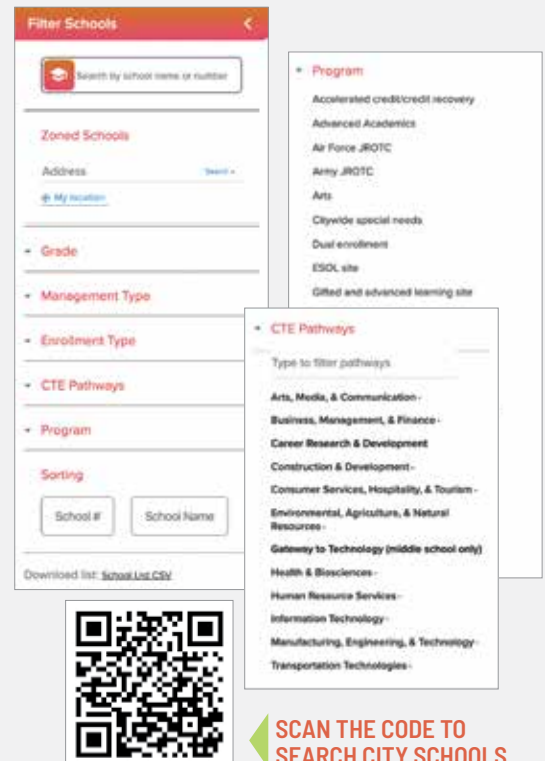 Filter Schools
Search by school name or number
Zoned Schools
Address
Search
My location
Grade
Management Type
Enrollment Type
CTE Pathways
Program
Sorting
School #
School Name
Download list: School List CSV
Program
Accelerated credit/credit recovery
Advanced Academics
Air Force JROTC
Army JROTC
Arts
Citywide special needs
Dual enrollment
ESOL site
Gifted and advanced learning site
CTE Pathways
Type to filter pathways
Arts, Media, & Communication -
Business, Management, & Finance -
Career Research & Development
Construction & Development -
Consumer Services, Hospitality, & Tourism -
Environmental, Agriculture, & Natural
Resources -
Gateway to Technology (middle school only)
Health & Biosciences -
Human Resource Services -
Information Technology -
Manufacturing, Engineering, & Technology -
Transportation Technologies -
SCAN THE CODE TO
SEARCH CITY SCHOOLS